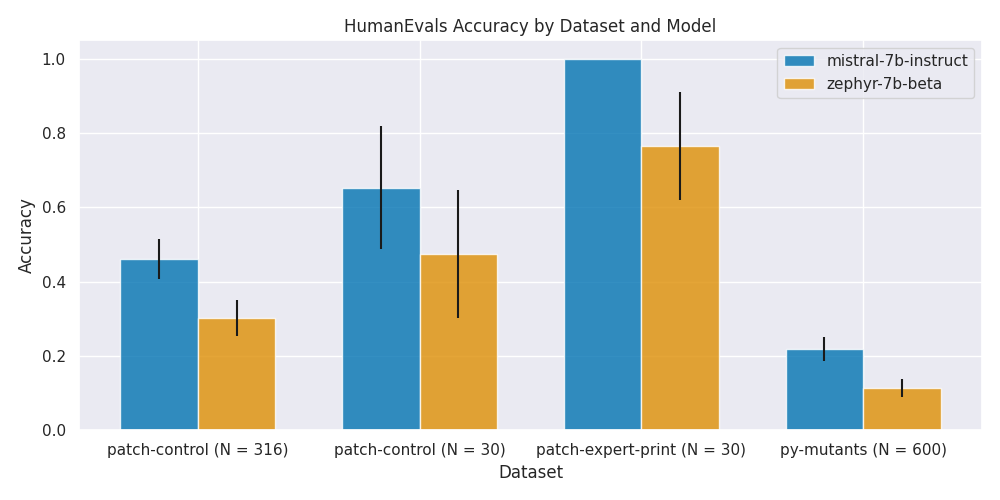 HumanEvals Accuracy by Dataset and Model
mistral-7b-instruct
zephyr-7b-beta
Accuracy
1.0
0.8
0.6
0.4
0.2
0.0
patch-control (N = 316)
patch-control (N = 30)
patch-expert-print (N = 30)
py-mutants (N = 600)
Dataset